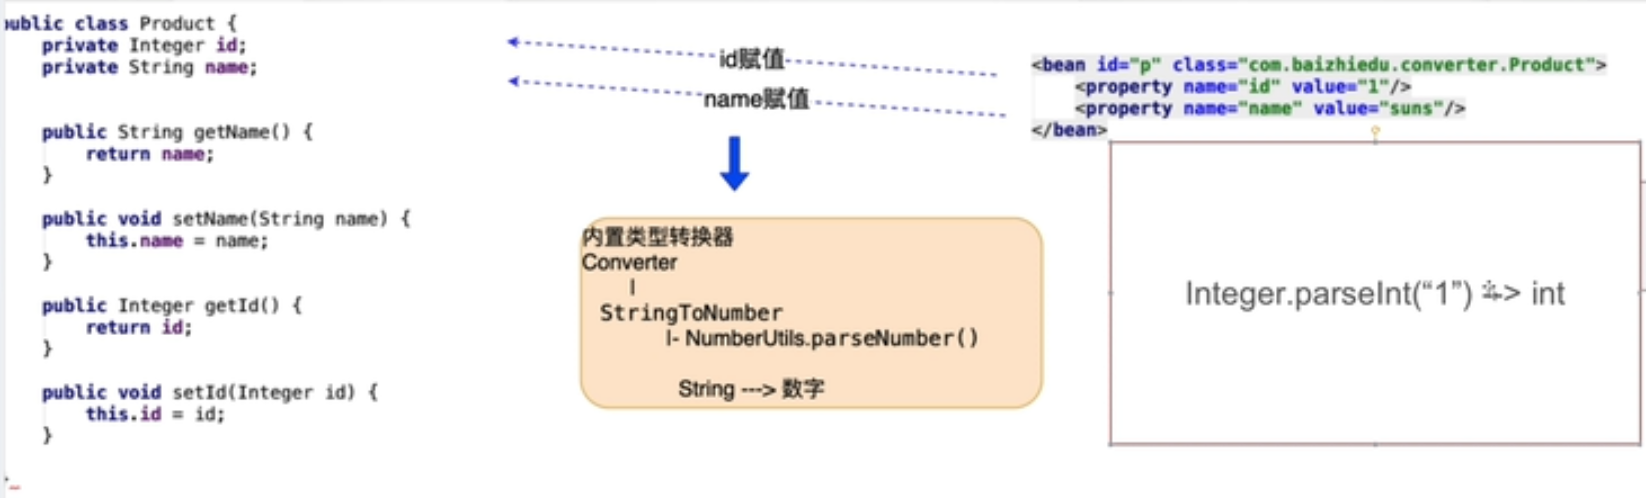 public class Product {
private Integer id;
private String name;
public String getName() {
return name;
}
public void setName(String name) {
this.name = name;
}
public Integer getId() {
return id;
}
public void setId(Integer id) {
this.id = id;
}
id赋值
name赋值
内置类型转换器
Converter
|
StringToNumber
|- NumberUtils.parseNumber()
String ---> 数字
<bean id="p" class="com.baizhiedu.converter.Product">
<property name="id" value="1"/>
<property name="name" value="suns"/>
</bean>
Integer.parseInt(“1”) --> int